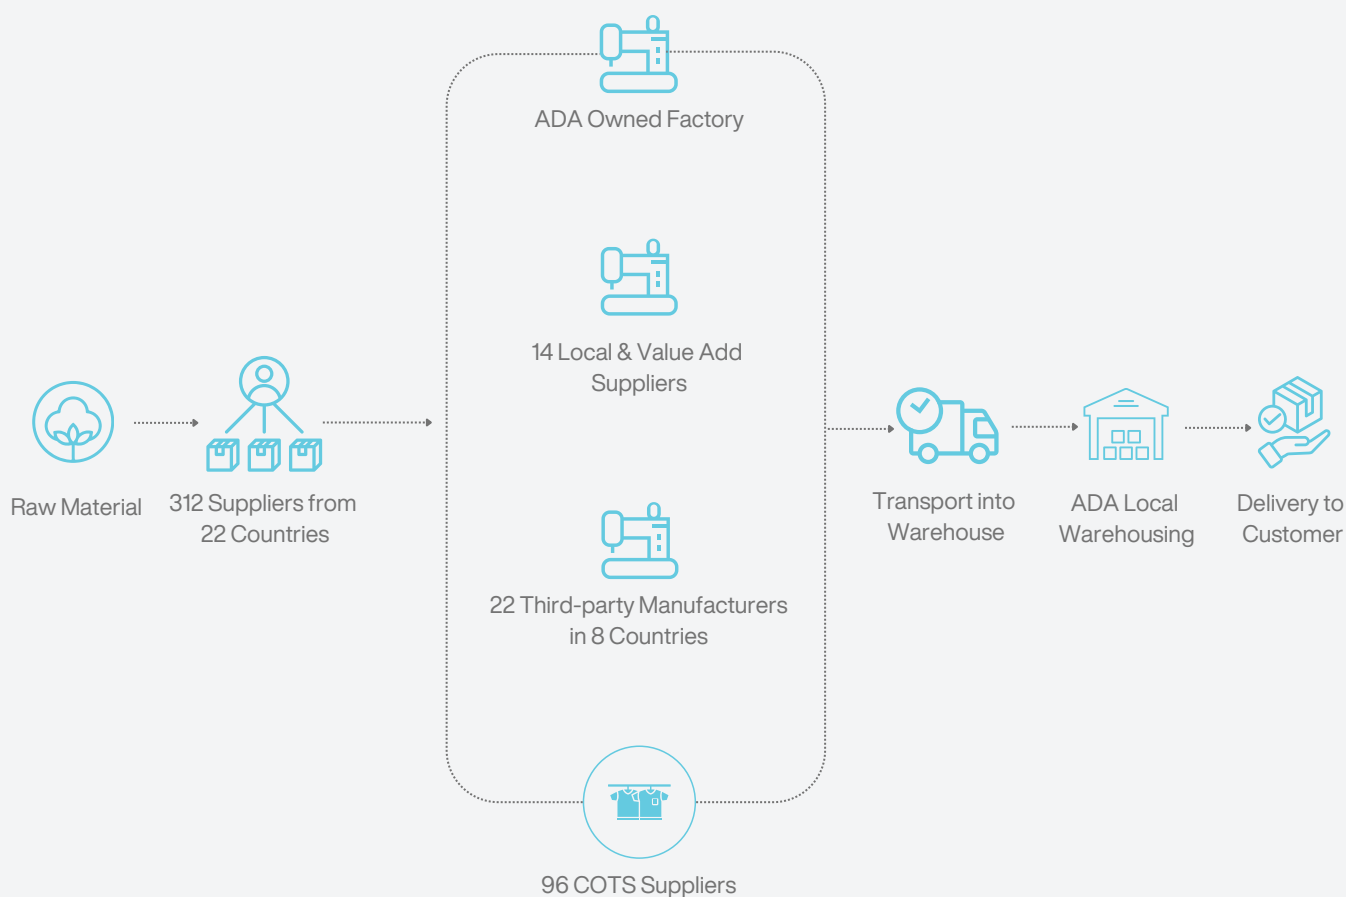 ADA Owned Factory
14 Local & Value Add
Suppliers
Raw Material
312 Suppliers from
22 Countries
22 Third-party Manufacturers
in 8 Countries
96 COTS Suppliers
Transport into
Warehouse
ADA Local
Warehousing
Delivery to
Customer